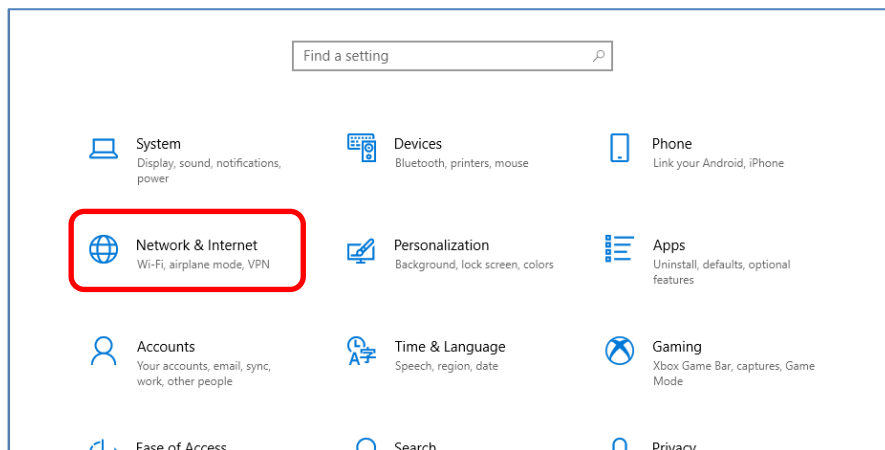 Find a setting
System
Display, sound, notifications,
power
Devices
Bluetooth, printers, mouse
Phone
Link your Android, iPhone
Network & Internet
Wi-Fi, airplane mode, VPN
Personalization
Background, lock screen, colors
Apps
Uninstall, defaults, optional
features
Accounts
Your accounts, email, sync,
work, other people
Time & Language
Speech, region, date
Gaming
Xbox Game Bar, captures, Game
Mode
Ease of Access
Search
Privacy